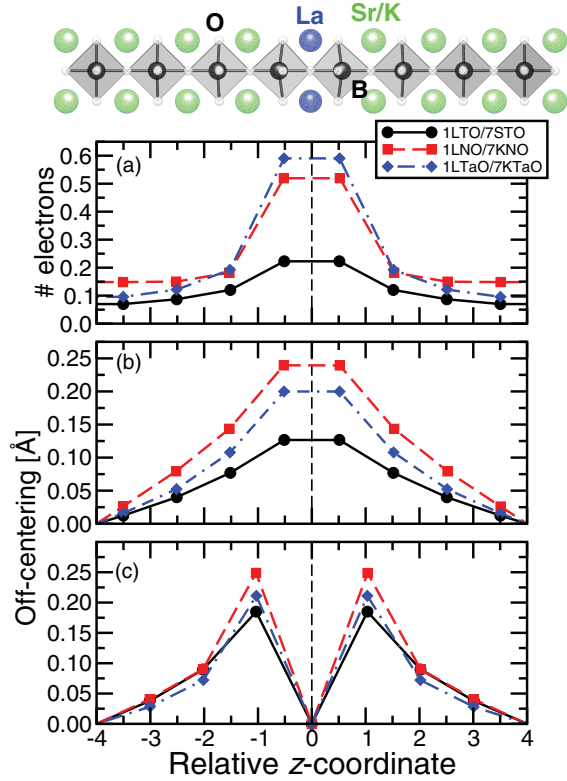 O La Sr/K
B
1LTO/7STO
1LNO/7KNO
1LTaO/7KTaO
(a)
# electrons
0.6
0.5
0.4
0.3
0.2
0.1
0.0
(b)
Off-centering [Å]
0.25
0.20
0.15
0.10
0.05
0.00
(c)
0.25
0.20
0.15
0.10
0.05
0.00
-4 -3 -2 -1 0 1 2 3 4
Relative z-coordinate